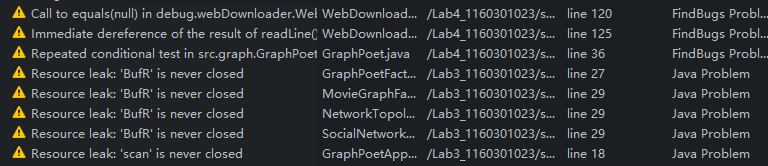 Call to equals(null) in debug.webDownloader.Wel WebDownload... /Lab4_1160301023/s... line 120 FindBugs Probl...
Immediate dereference of the result of readLine() WebDownload... /Lab4_1160301023/s... line 125 FindBugs Probl...
Repeated conditional test in src.graph.GraphPoet GraphPoet.java /Lab4_1160301023/s... line 36 FindBugs Probl...
Resource leak: 'BufR' is never closed GraphPoetFact... /Lab3_1160301023/s... line 27 Java Problem
Resource leak: 'BufR' is never closed MovieGraphFa... /Lab3_1160301023/s... line 29 Java Problem
Resource leak: 'BufR' is never closed NetworkTopol... /Lab3_1160301023/s... line 29 Java Problem
Resource leak: 'BufR' is never closed SocialNetwork... /Lab3_1160301023/s... line 29 Java Problem
Resource leak: 'scan' is never closed GraphPoetApp... /Lab3_1160301023/s... line 18 Java Problem